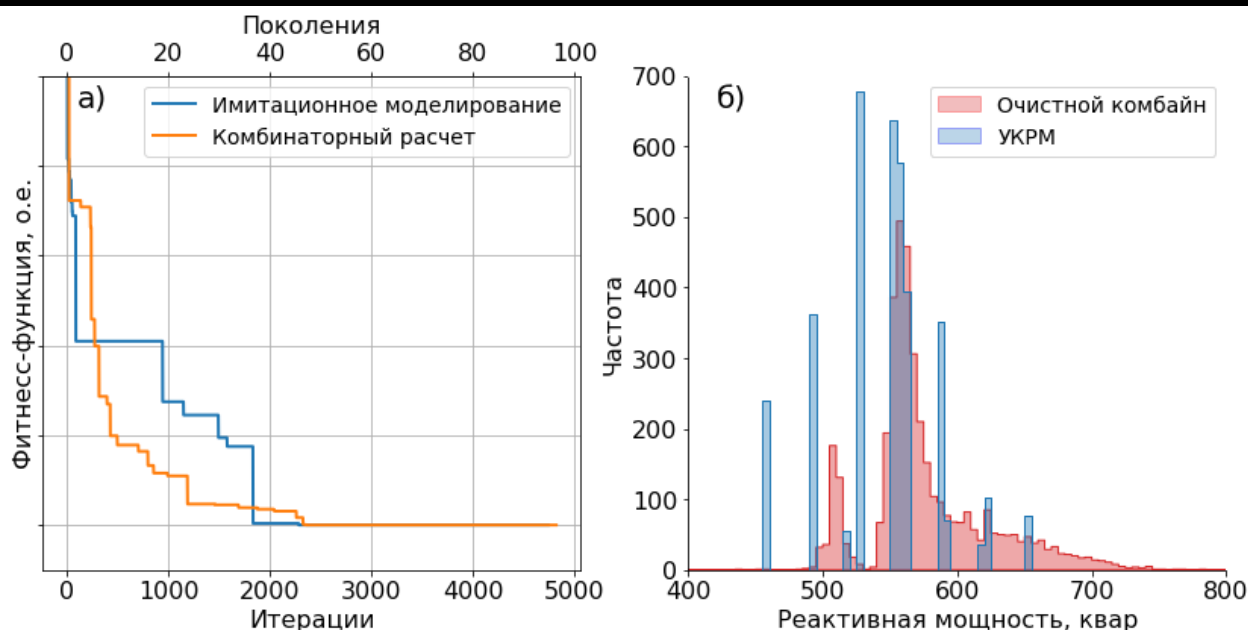 Поколения
0 20 40 60 80 100
а)
Имитационное моделирование
Комбинаторный расчет
Фитнесс-функция, о.е.
0 1000 2000 3000 4000 5000
Итерации
б)
Очистной комбайн
УКРМ
Частота
700
600
500
400
300
200
100
0
400 500 600 700 800
Реактивная мощность, квар